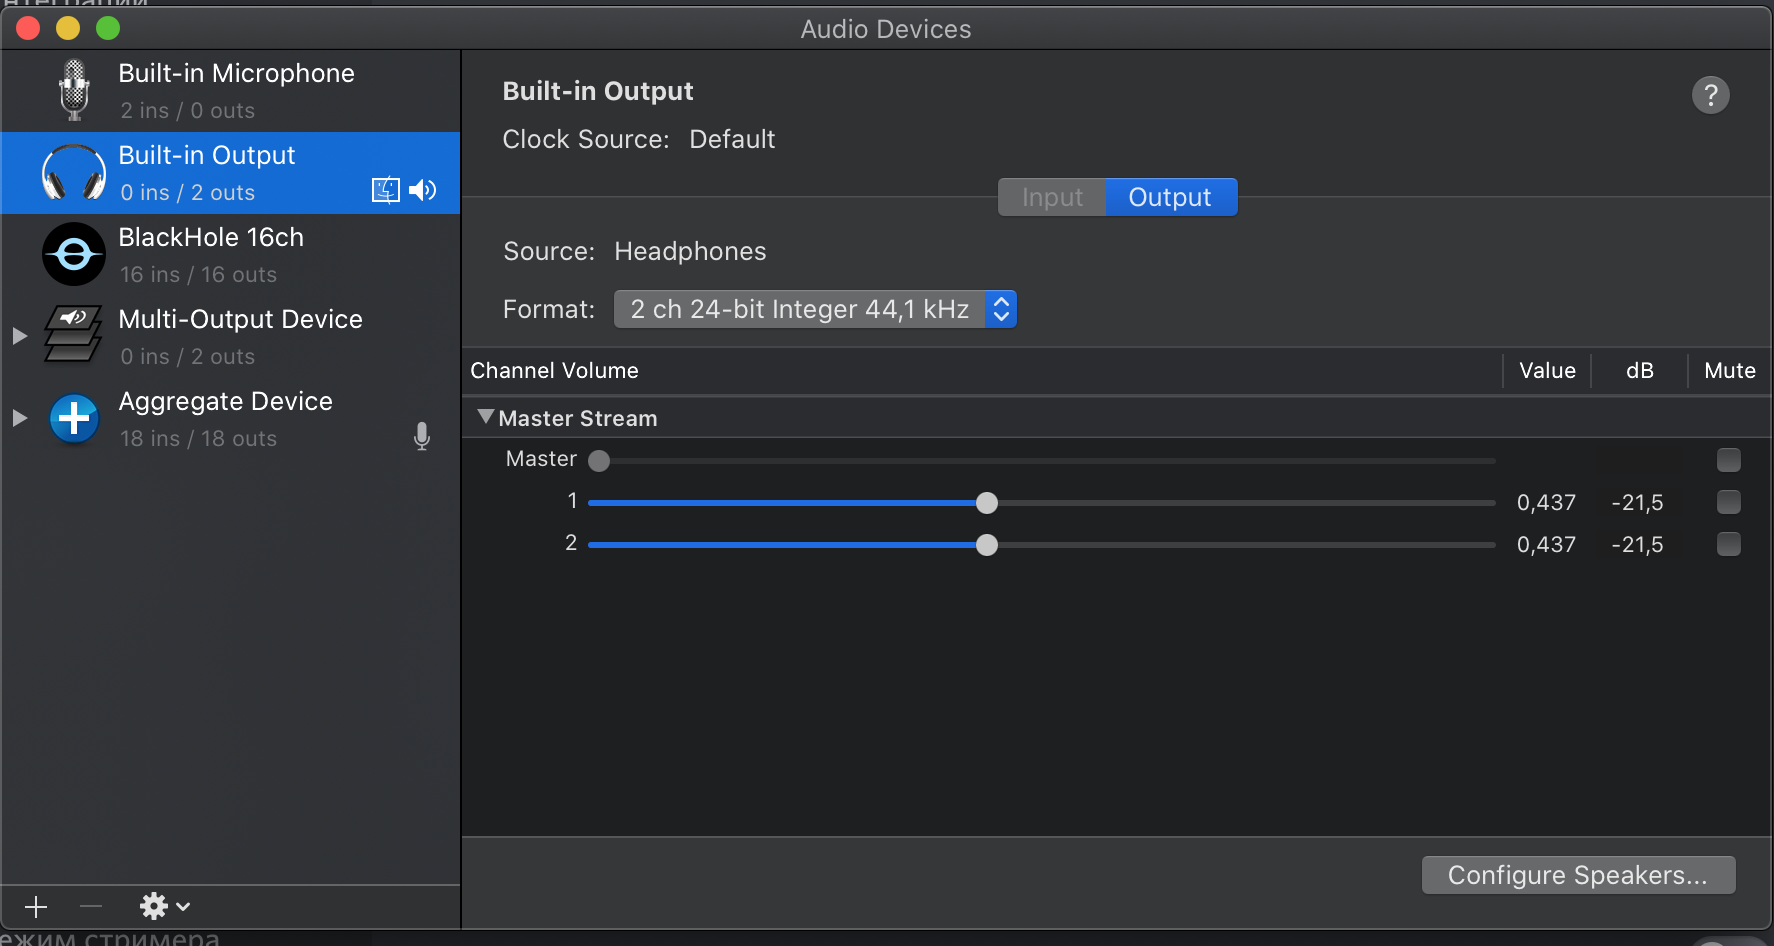 нтеграции
Audio Devices
Built-in Microphone
2 ins / 0 outs
Built-in Output
0 ins / 2 outs
BlackHole 16ch
16 ins / 16 outs
Multi-Output Device
0 ins / 2 outs
Aggregate Device
18 ins / 18 outs
Built-in Output
?
Clock Source: Default
Input Output
Source: Headphones
Format: 2 ch 24-bit Integer 44,1 kHz
Channel Volume Value dB Mute
Master Stream
Master
1 0,437 -21,5
2 0,437 -21,5
Configure Speakers...
ежим стримера